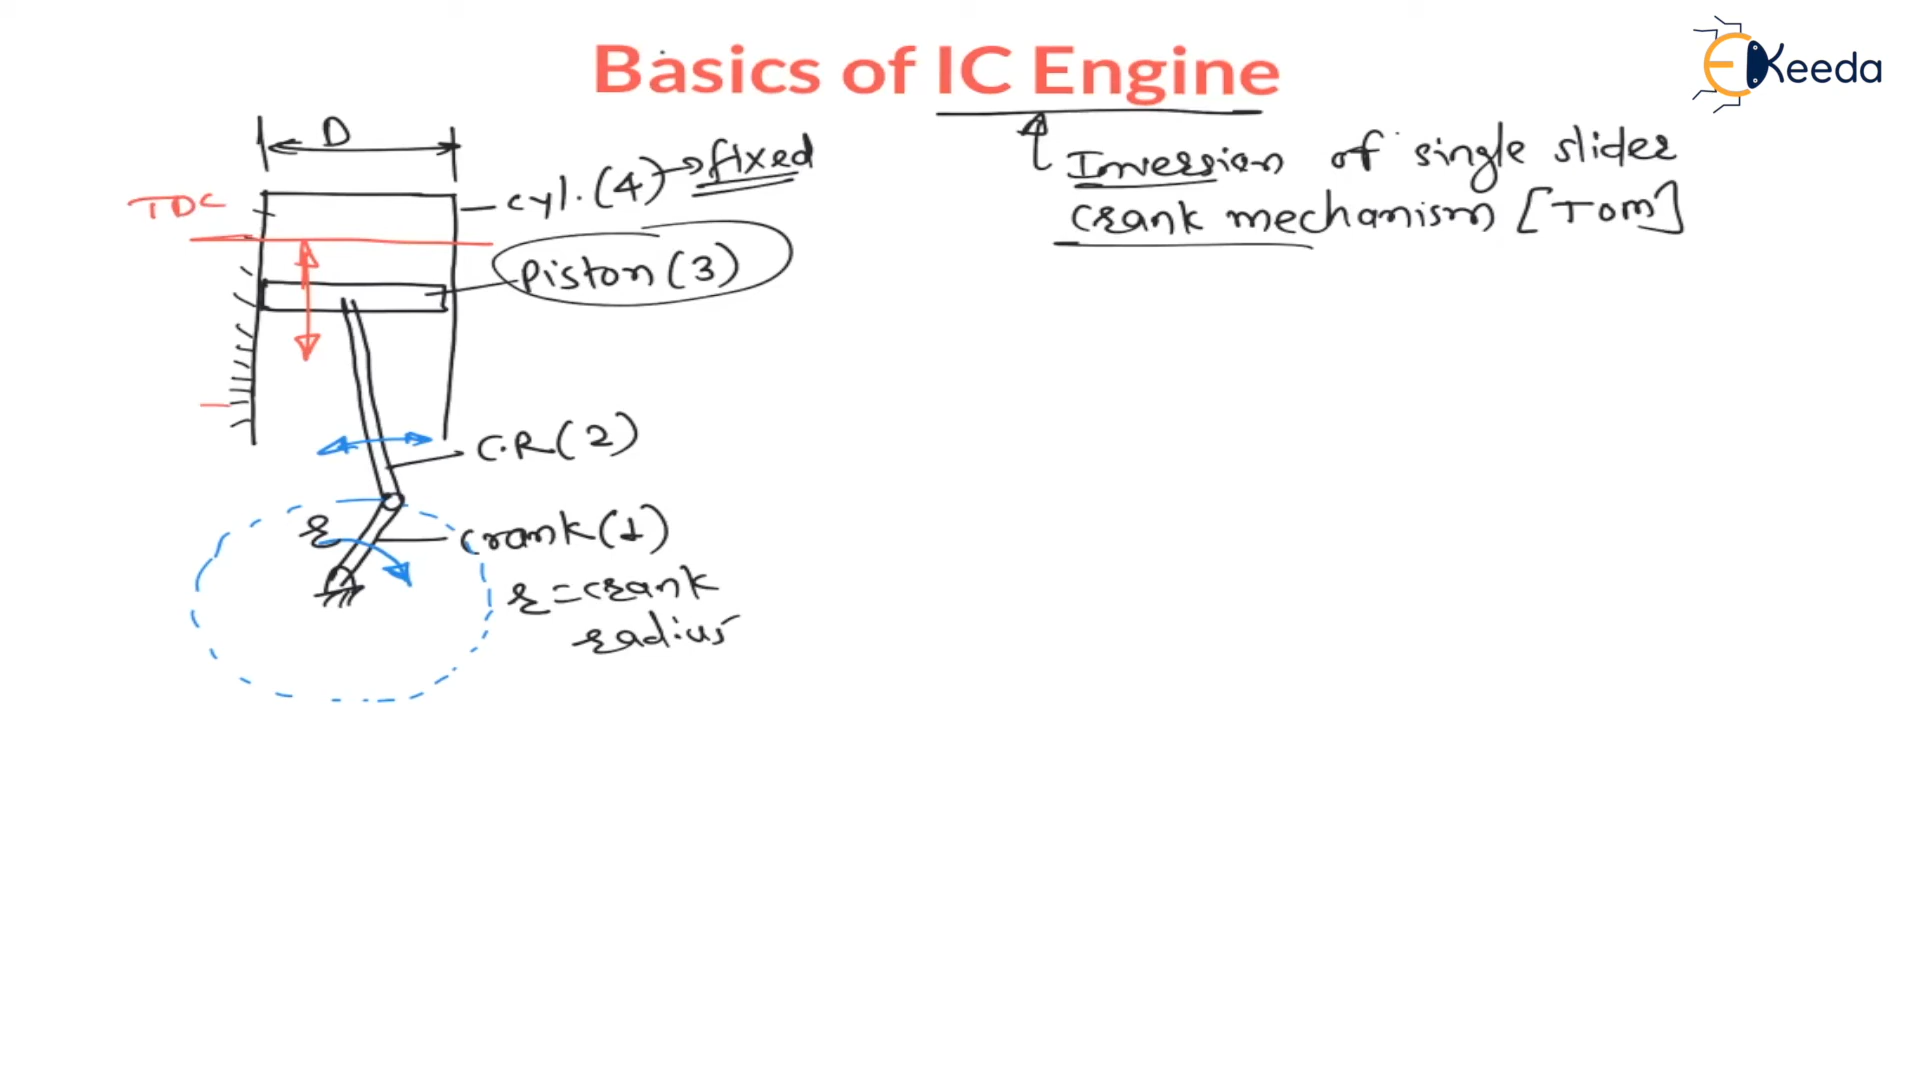 Basics of IC Engine
EKeeda
D
TDC
cyl. (4) → fixed
piston (3)
C.R (2)
r
crank (1)
r = crank
radius
Inversion of single slider
crank mechanism [TOM]